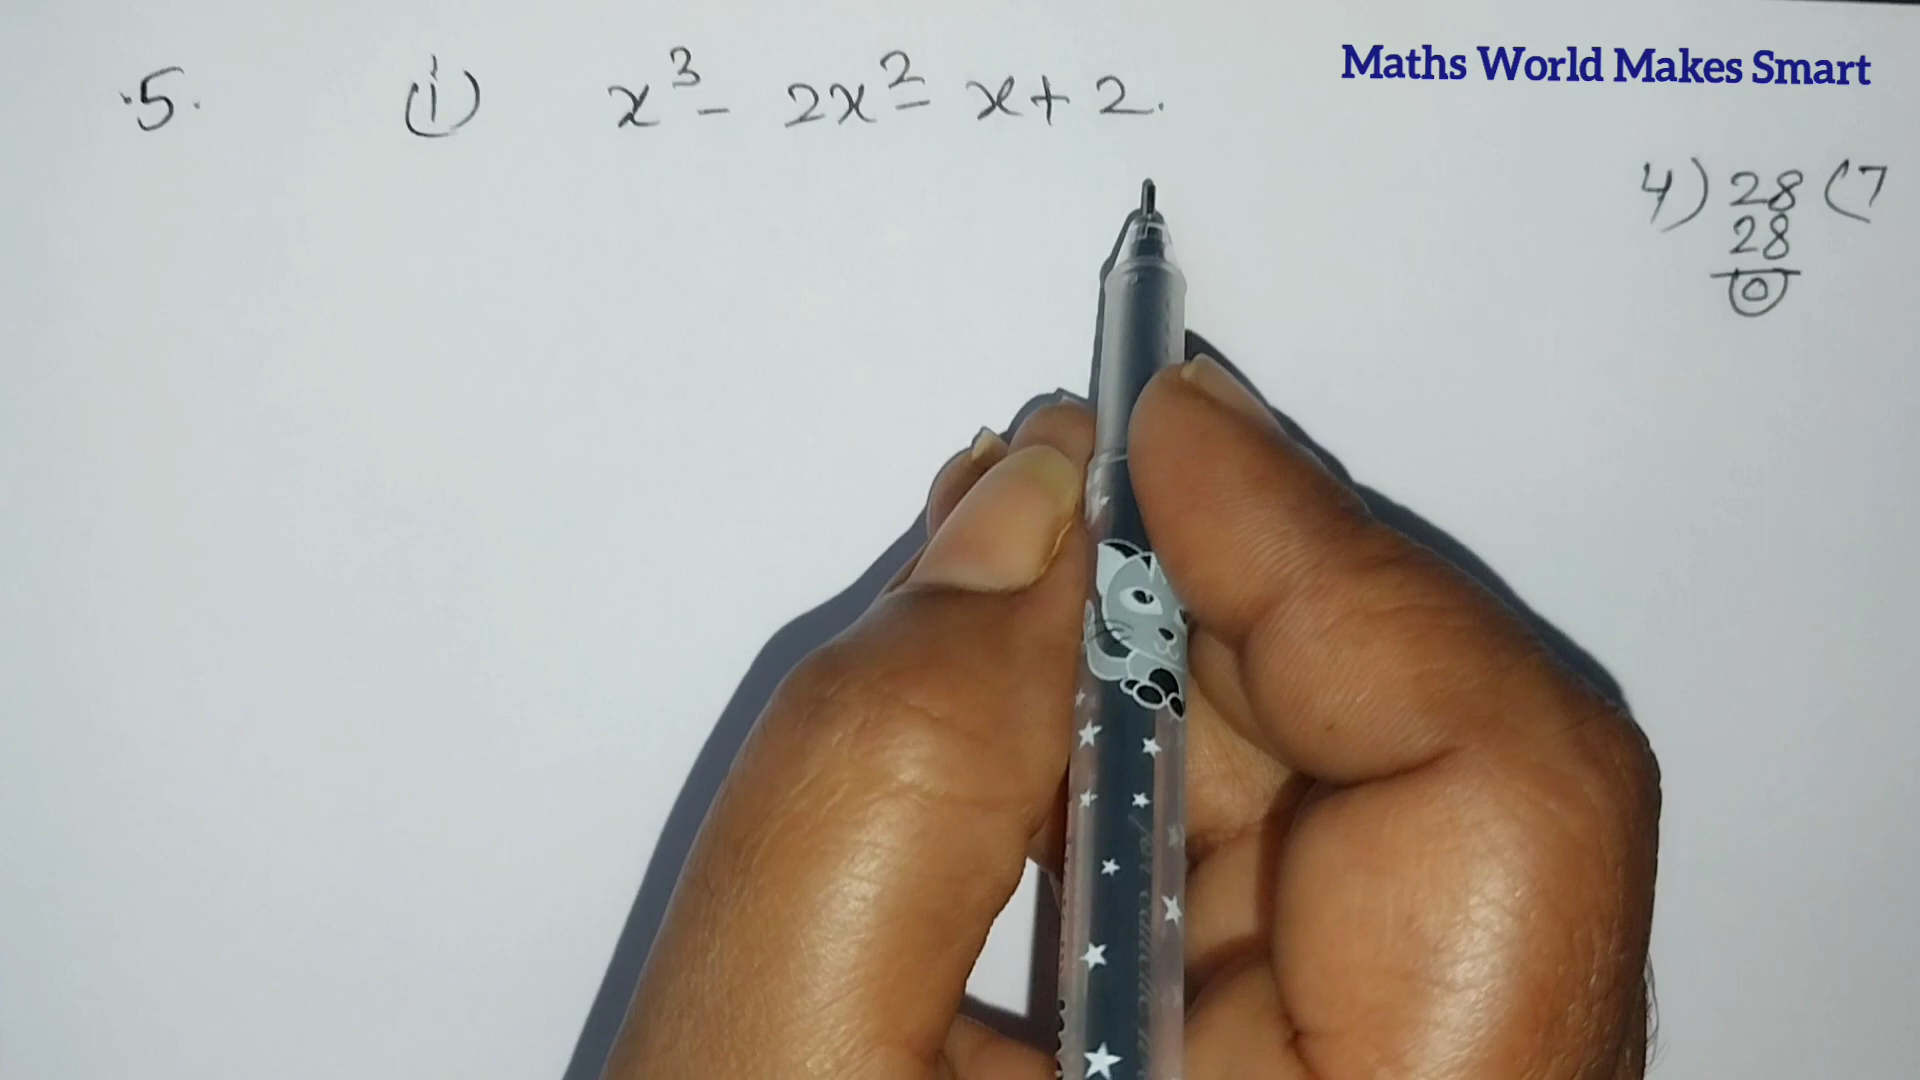 Maths World Makes Smart
.5. (i) x³ - 2x² - x + 2.
4) 28 (7
28
0